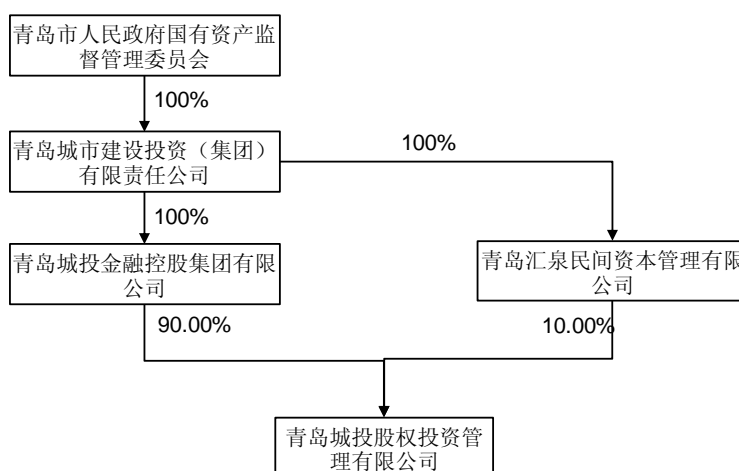 青岛市人民政府国有资产监
督管理委员会
100%
青岛城市建设投资（集团）
有限责任公司
100%
100%
青岛城投金融控股集团有限
公司
青岛汇泉民间资本管理有限
公司
90.00%
10.00%
青岛城投股权投资管
理有限公司